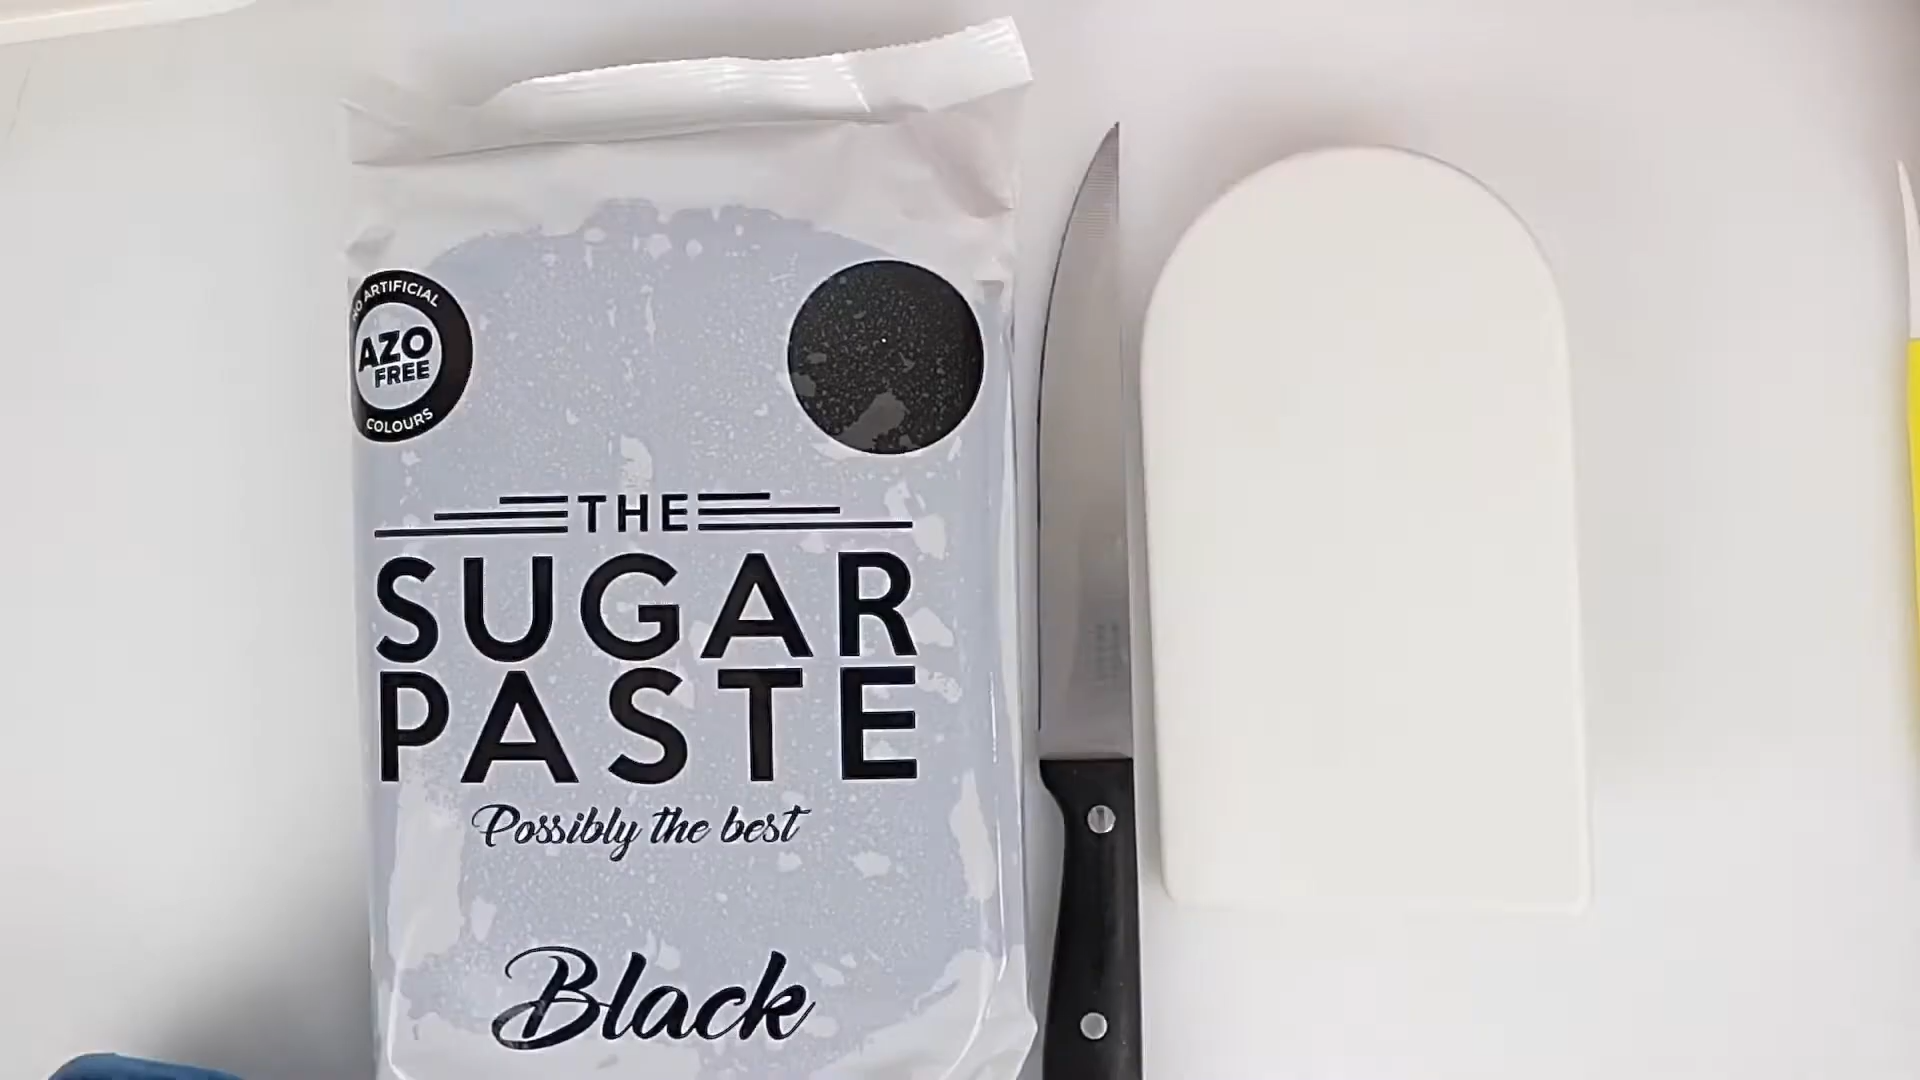 NO ARTIFICIAL
AZO
FREE
COLOURS
THE
SUGAR
PASTE
Possibly the best
Black